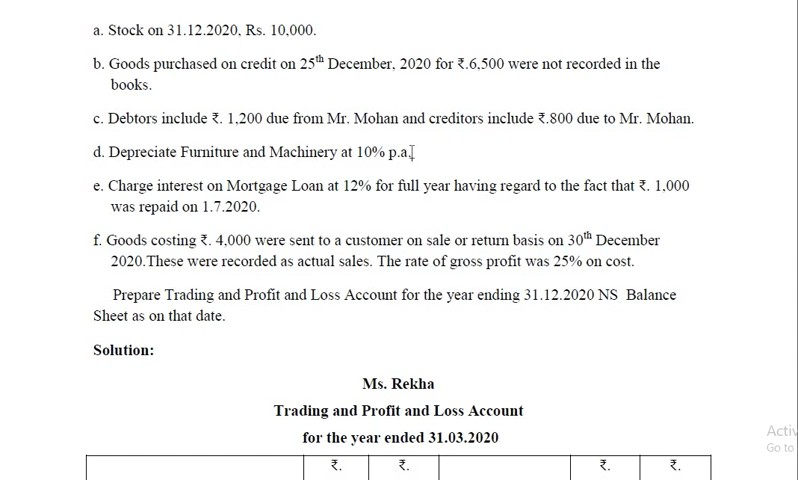 a. Stock on 31.12.2020, Rs. 10,000.
b. Goods purchased on credit on 25th December, 2020 for ₹.6,500 were not recorded in the
books.
c. Debtors include ₹. 1,200 due from Mr. Mohan and creditors include ₹.800 due to Mr. Mohan.
d. Depreciate Furniture and Machinery at 10% p.a.
e. Charge interest on Mortgage Loan at 12% for full year having regard to the fact that ₹. 1,000
was repaid on 1.7.2020.
f. Goods costing ₹. 4,000 were sent to a customer on sale or return basis on 30th December
2020.These were recorded as actual sales. The rate of gross profit was 25% on cost.
Prepare Trading and Profit and Loss Account for the year ending 31.12.2020 NS Balance
Sheet as on that date.
Solution:
Ms. Rekha
Trading and Profit and Loss Account
for the year ended 31.03.2020
Activ
Go to
₹. ₹. ₹. ₹.